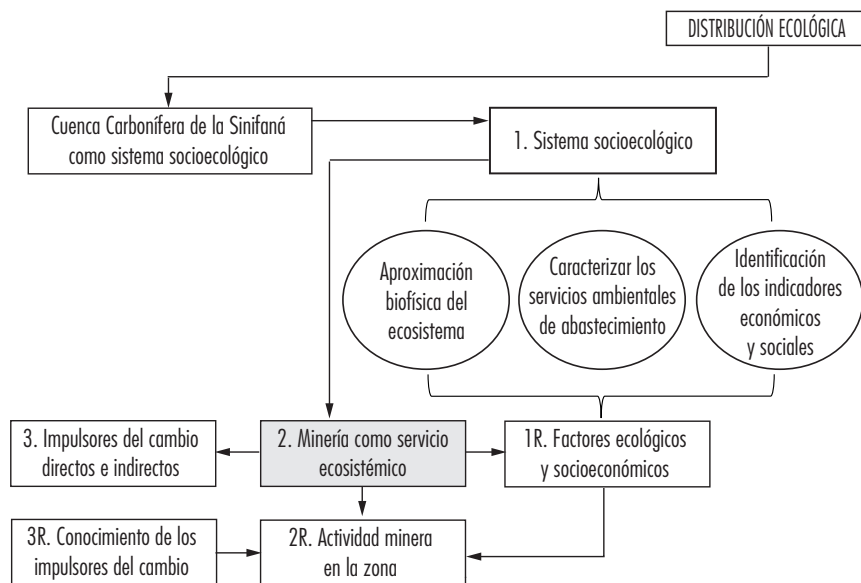 DISTRIBUCIÓN ECOLÓGICA
Cuenca Carbonífera de la Sinifaná
como sistema socioecológico
1. Sistema socioecológico
Aproximación
biofísica del
ecosistema
Caracterizar los
servicios ambientales
de abastecimiento
Identificación
de los indicadores
económicos
y sociales
3. Impulsores del cambio
directos e indirectos
2. Minería como servicio
ecosistémico
1R. Factores ecológicos
y socioeconómicos
3R. Conocimiento de los
impulsores del cambio
2R. Actividad minera
en la zona